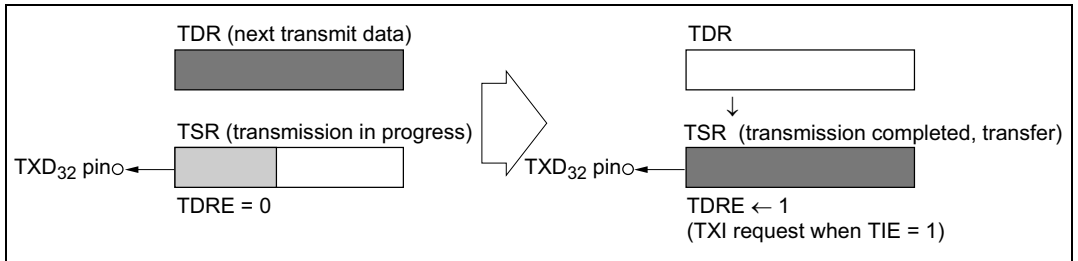 TDR (next transmit data)
TSR (transmission in progress)
TXD32 pin
TDRE = 0
TDR
↓
TSR (transmission completed, transfer)
TXD32 pin
TDRE ← 1
(TXI request when TIE = 1)